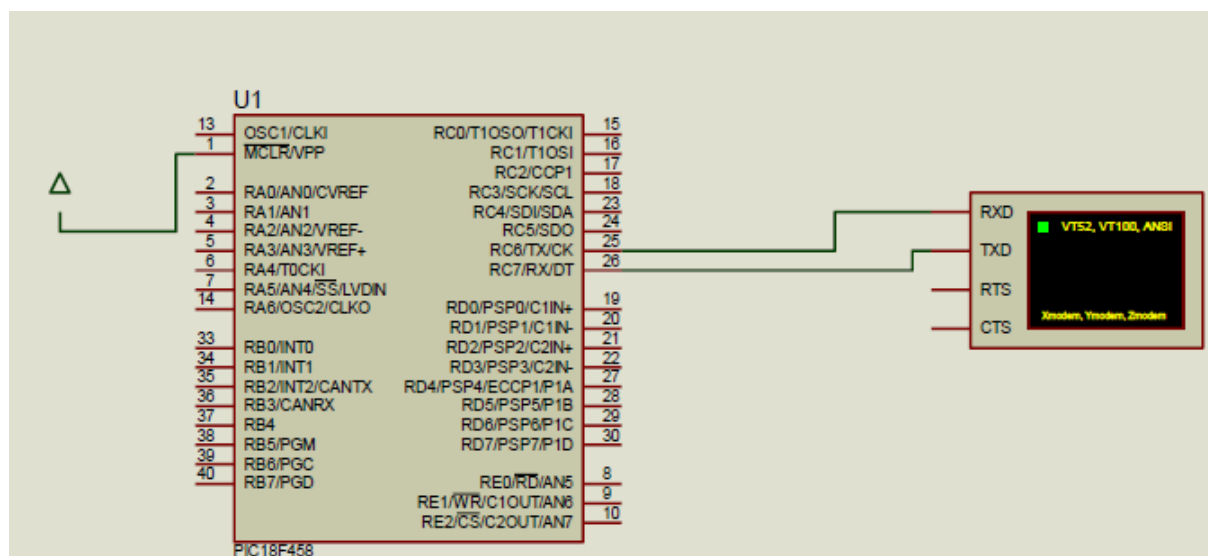 U1
13 OSC1/CLKI
1 MCLR/VPP
2 RA0/AN0/CVREF
3 RA1/AN1
4 RA2/AN2/VREF-
5 RA3/AN3/VREF+
6 RA4/T0CKI
7 RA5/AN4/SS/LVDIN
14 RA6/OSC2/CLKO
33 RB0/INT0
34 RB1/INT1
35 RB2/INT2/CANTX
36 RB3/CANRX
37 RB4
38 RB5/PGM
39 RB6/PGC
40 RB7/PGD
RC0/T1OSO/T1CKI 15
RC1/T1OSI 16
RC2/CCP1 17
RC3/SCK/SCL 18
RC4/SDI/SDA 23
RC5/SDO 24
RC6/TX/CK 25
RC7/RX/DT 26
RD0/PSP0/C1IN+ 19
RD1/PSP1/C1IN- 20
RD2/PSP2/C2IN+ 21
RD3/PSP3/C2IN- 22
RD4/PSP4/ECCP1/P1A 27
RD5/PSP5/P1B 28
RD6/PSP6/P1C 29
RD7/PSP7/P1D 30
RE0/RD/AN5 8
RE1/WR/C1OUT/AN6 9
RE2/CS/C2OUT/AN7 10
PIC18F458
RXD
TXD
RTS
CTS
VT52, VT100, ANSI
Xmodem, Ymodem, Zmodem